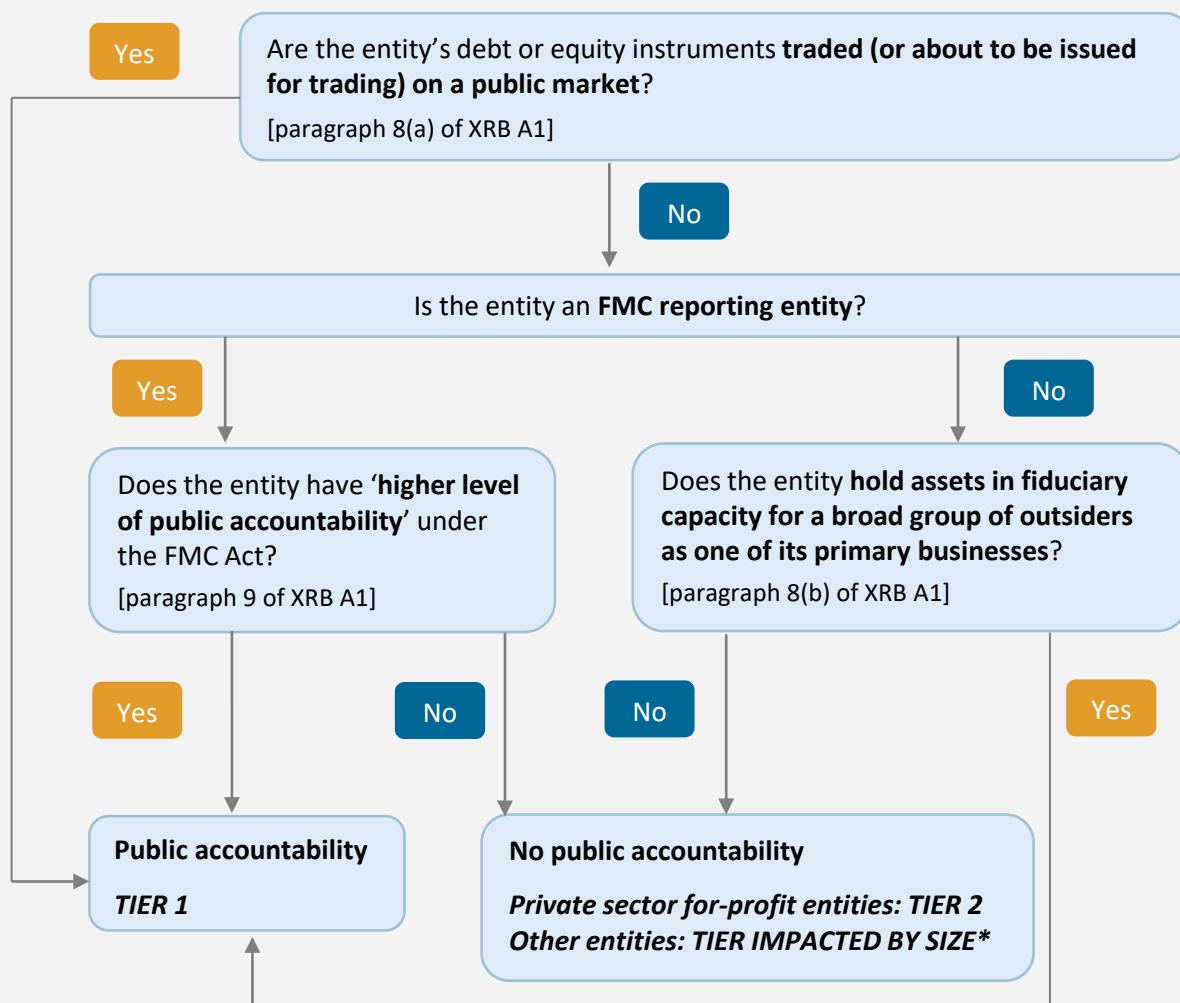 Yes
Are the entity’s debt or equity instruments traded (or about to be issued
for trading) on a public market?
[paragraph 8(a) of XRB A1]
No
Is the entity an FMC reporting entity?
Yes
No
Does the entity have ‘higher level
of public accountability’ under
the FMC Act?
[paragraph 9 of XRB A1]
Does the entity hold assets in fiduciary
capacity for a broad group of outsiders
as one of its primary businesses?
[paragraph 8(b) of XRB A1]
Yes
No
No
Yes
Public accountability
TIER 1
No public accountability
Private sector for-profit entities: TIER 2
Other entities: TIER IMPACTED BY SIZE*